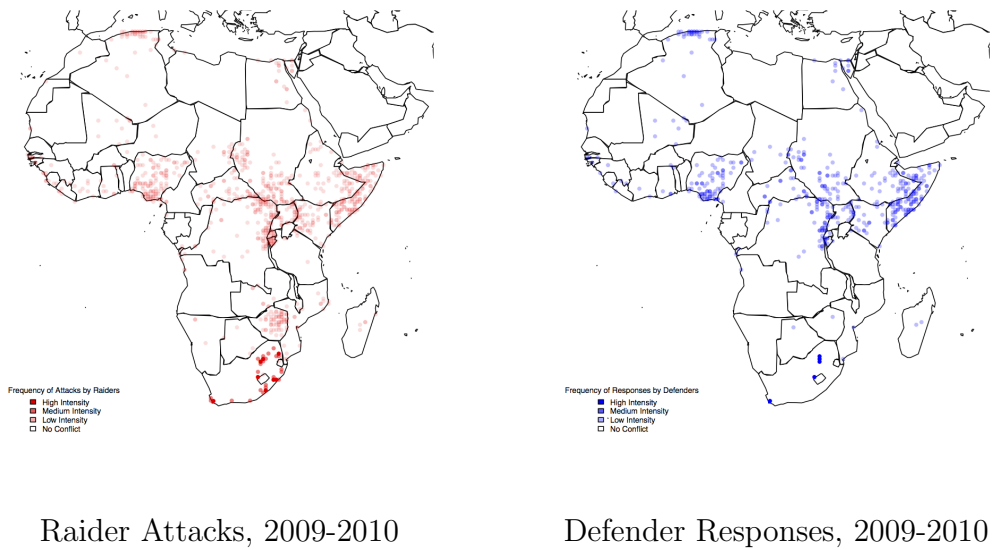 Frequency of Attacks by Raiders
High Intensity
Medium Intensity
Low Intensity
No Conflict
Frequency of Responses by Defenders
High Intensity
Medium Intensity
Low Intensity
No Conflict
Raider Attacks, 2009-2010
Defender Responses, 2009-2010